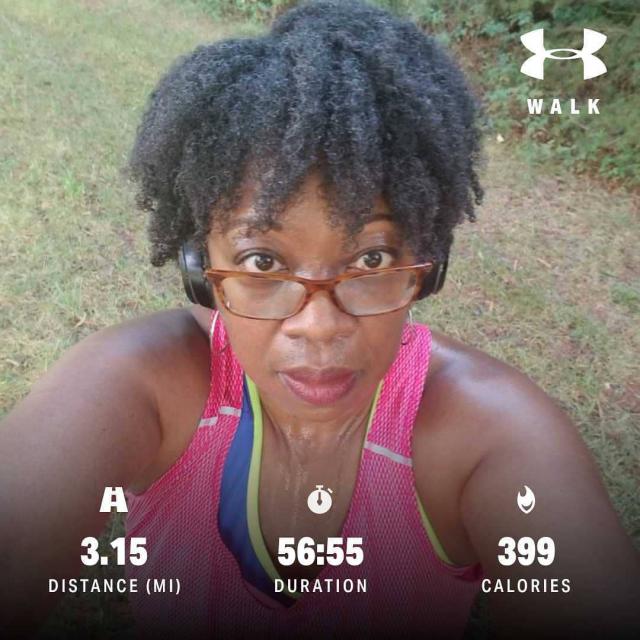 WALK
3.15
56:55
399
DISTANCE (MI)
DURATION
CALORIES